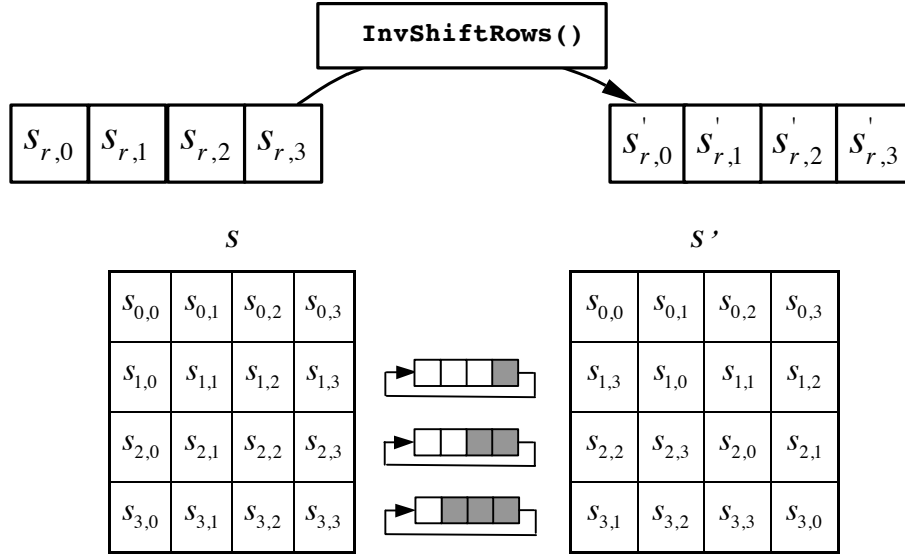 InvShiftRows()
s_{r,0} s_{r,1} s_{r,2} s_{r,3} s'_{r,0} s'_{r,1} s'_{r,2} s'_{r,3}
s s'
s_{0,0} s_{0,1} s_{0,2} s_{0,3} s_{0,0} s_{0,1} s_{0,2} s_{0,3}
s_{1,0} s_{1,1} s_{1,2} s_{1,3} s_{1,3} s_{1,0} s_{1,1} s_{1,2}
s_{2,0} s_{2,1} s_{2,2} s_{2,3} s_{2,2} s_{2,3} s_{2,0} s_{2,1}
s_{3,0} s_{3,1} s_{3,2} s_{3,3} s_{3,1} s_{3,2} s_{3,3} s_{3,0}